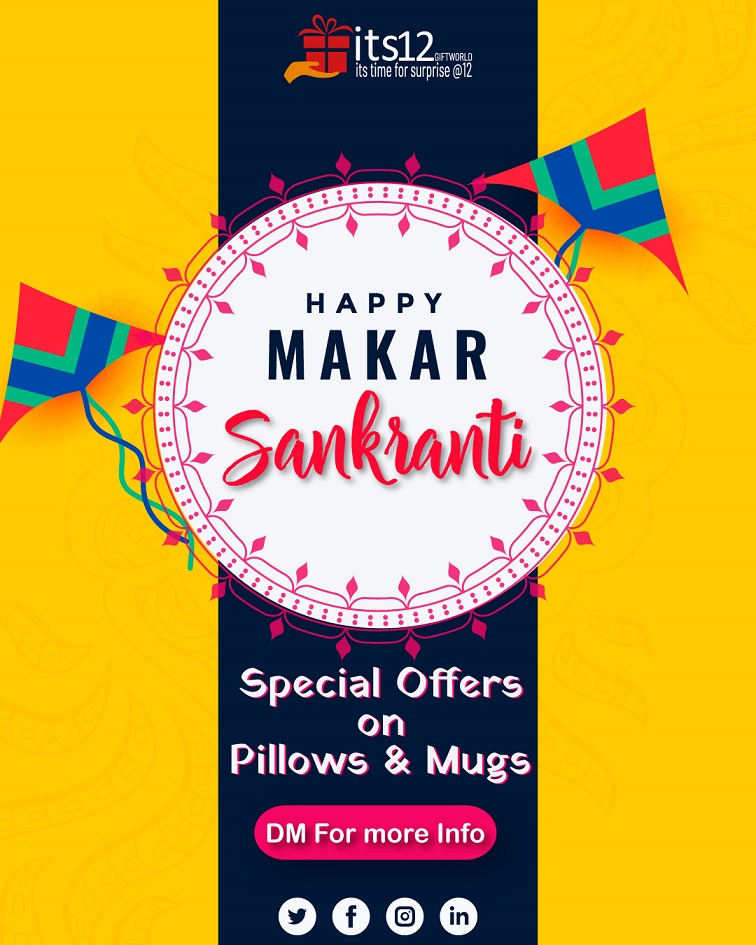 its12
GIFTWORLD
its time for surprise @12
HAPPY
MAKAR
Sankranti
Special Offers
on
Pillows & Mugs
DM For more Info